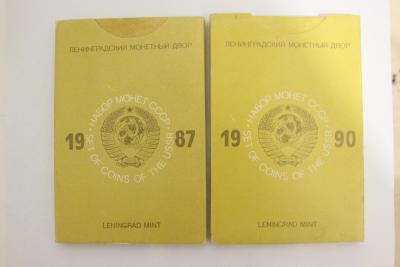 ЛЕНИНГРАДСКИЙ МОНЕТНЫЙ ДВОР
• НАБОР МОНЕТ СССР •
SET OF COINS OF THE USSR
19 87
LENINGRAD MINT
ЛЕНИНГРАДСКИЙ МОНЕТНЫЙ ДВОР
• НАБОР МОНЕТ СССР •
SET OF COINS OF THE USSR
19 90
LENINGRAD MINT